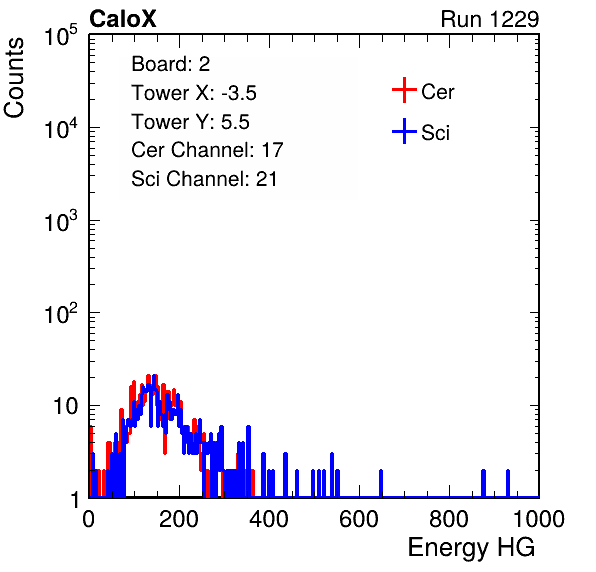 CaloX Run 1229
Counts
Board: 2
Tower X: -3.5
Tower Y: 5.5
Cer Channel: 17
Sci Channel: 21
Cer
Sci
10^5
10^4
10^3
10^2
10
1
0 200 400 600 800 1000
Energy HG